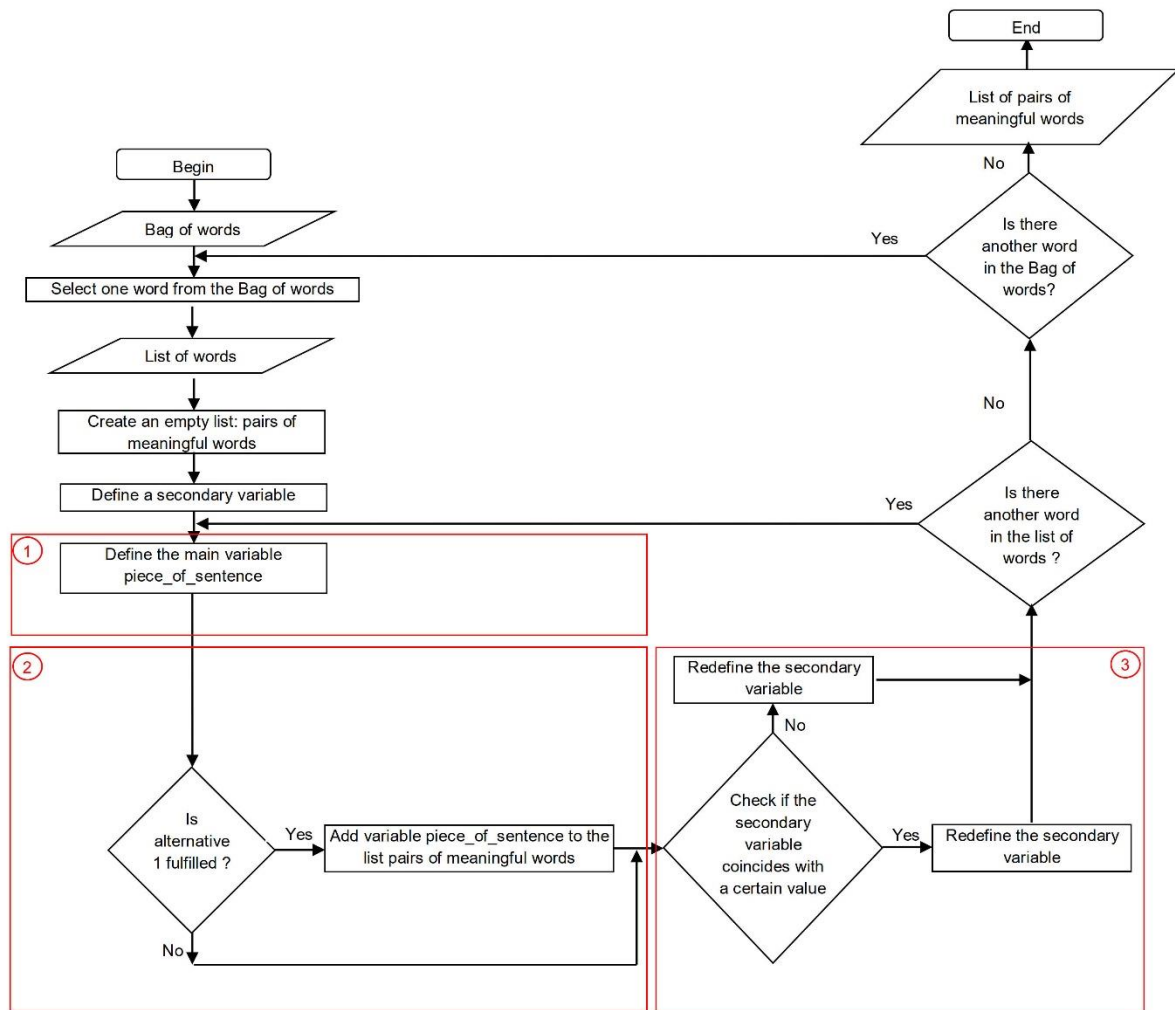 End
List of pairs of
meaningful words
No
Begin
Bag of words
Yes
Is there
another word
in the Bag of
words?
Select one word from the Bag of words
List of words
No
Create an empty list: pairs of
meaningful words
Define a secondary variable
Yes
Is there
another word
in the list of
words ?
1
Define the main variable
piece_of_sentence
2
Is
alternative
1 fulfilled ?
Yes
No
Add variable piece_of_sentence to the
list pairs of meaningful words
3
Redefine the secondary
variable
No
Check if the
secondary
variable
coincides with
a certain value
Yes
Redefine the secondary
variable